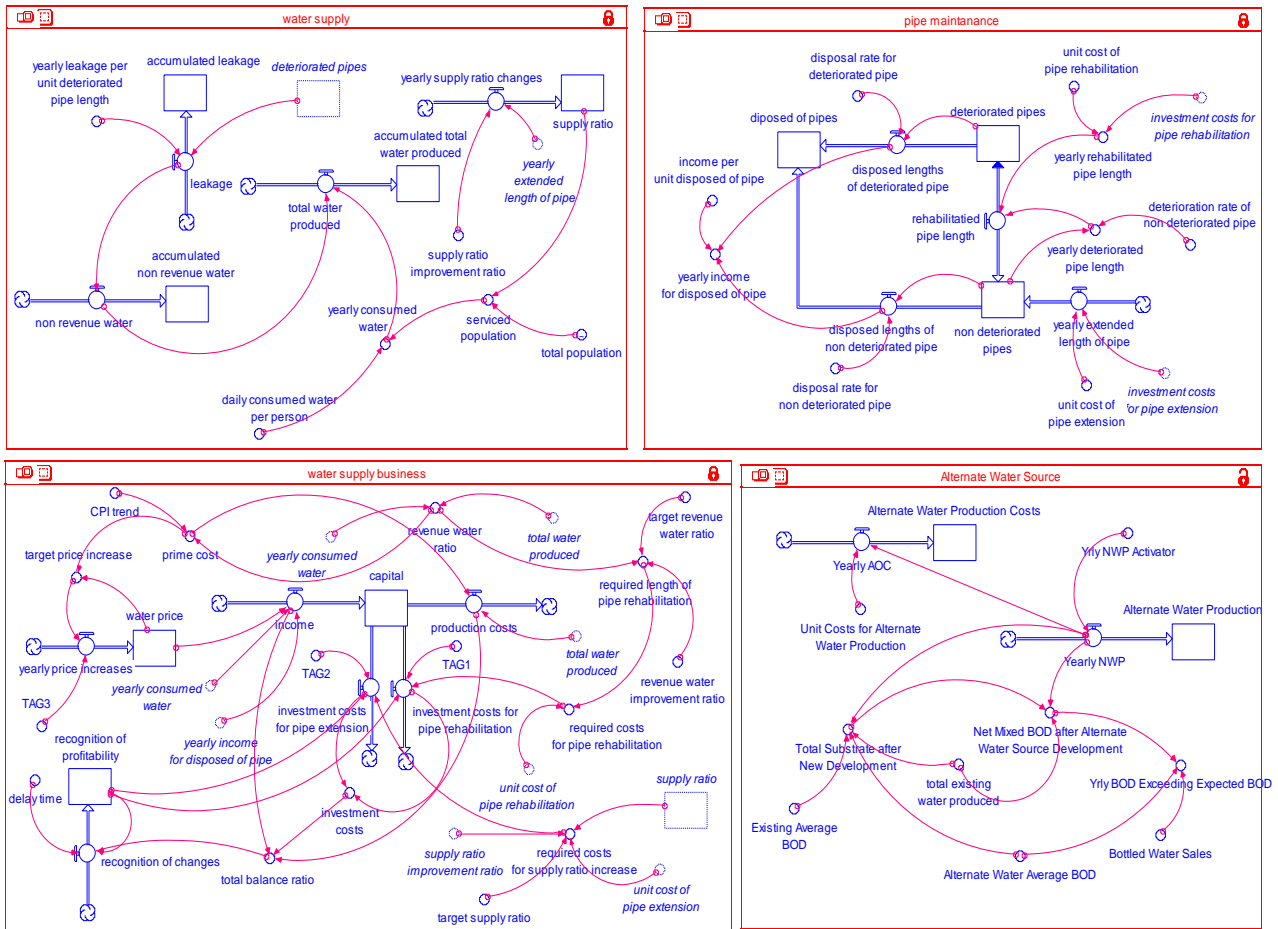 water supply
yearly leakage per
unit deteriorated
pipe length
accumulated leakage
deteriorated pipes
yearly supply ratio changes
supply ratio
accumulated total
water produced
yearly
extended
length of pipe
leakage
total water
produced
supply ratio
improvement ratio
accumulated
non revenue water
non revenue water
yearly consumed
water
serviced
population
total population
daily consumed water
per person
pipe maintanance
disposal rate for
deteriorated pipe
unit cost of
pipe rehabilitation
diposed of pipes
deteriorated pipes
investment costs for
pipe rehabilitation
income per
unit disposed of pipe
disposed lengths
of deteriorated pipe
yearly rehabilitated
pipe length
rehabilitatied
pipe length
deterioration rate of
non deteriorated pipe
yearly deteriorated
pipe length
yearly income
for disposed of pipe
disposed lengths of
non deteriorated pipe
non deteriorated
pipes
yearly extended
length of pipe
disposal rate for
non deteriorated pipe
unit cost of
pipe extension
investment costs
for pipe extension
water supply business
CPI trend
target price increase
prime cost
yearly consumed
water
revenue water
ratio
total water
produced
target revenue
water ratio
capital
required length of
pipe rehabilitation
water price
income
production costs
yearly price increases
total water
produced
yearly consumed
water
TAG2
TAG1
revenue water
improvement ratio
TAG3
investment costs
for pipe extension
investment costs for
pipe rehabilitation
required costs
for pipe rehabilitation
recognition of
profitability
yearly income
for disposed of pipe
delay time
unit cost of
pipe rehabilitation
supply ratio
investment
costs
recognition of changes
total balance ratio
supply ratio
improvement ratio
required costs
for supply ratio increase
unit cost of
pipe extension
target supply ratio
Alternate Water Source
Alternate Water Production Costs
Yearly AOC
Yrly NWP Activator
Unit Costs for Alternate
Water Production
Alternate Water Production
Yearly NWP
Total Substrate after
New Development
Net Mixed BOD after Alternate
Water Source Development
total existing
water produced
Yrly BOD Exceeding Expected BOD
Existing Average
BOD
Bottled Water Sales
Alternate Water Average BOD